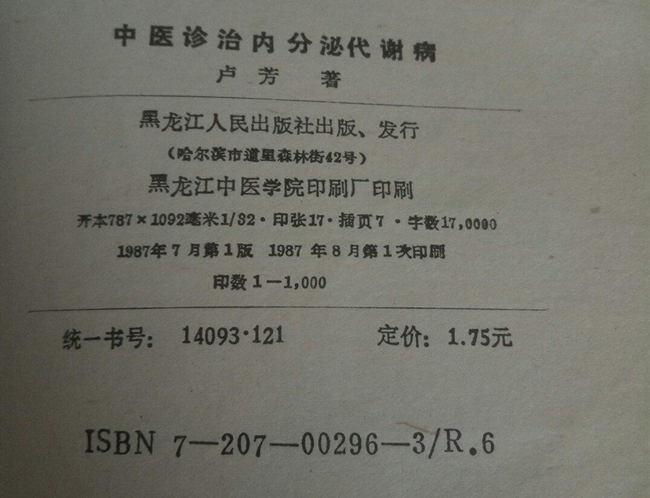 中医诊治内分泌代谢病
卢芳 著
黑龙江人民出版社出版、发行
(哈尔滨市道里森林街42号)
黑龙江中医学院印刷厂印刷
开本787×1092毫米1/32·印张17·插页7·字数17,0000
1987年7月第1版 1987年8月第1次印刷
印数1—1,000
统一书号：14093·121 定价：1.75元
ISBN 7—207—00296—3/R.6